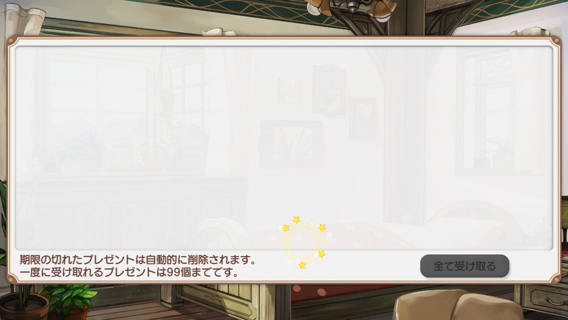 期限の切れたプレゼントは自動的に削除されます。
一度に受け取れるプレゼントは99個までです。
全て受け取る